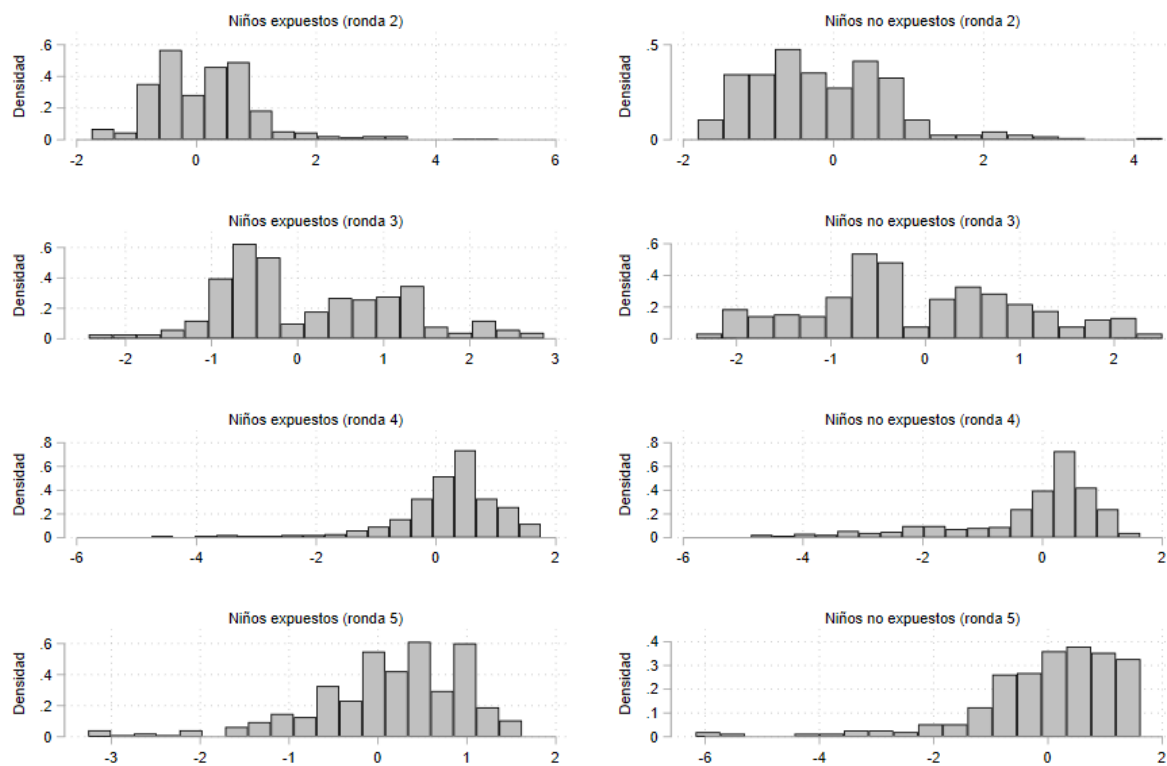 Niños expuestos (ronda 2)
Densidad
.6
.4
.2
0
-2 0 2 4 6
Niños no expuestos (ronda 2)
Densidad
.5
0
-2 0 2 4
Niños expuestos (ronda 3)
Densidad
.6
.4
.2
0
-2 -1 0 1 2 3
Niños no expuestos (ronda 3)
Densidad
.6
.4
.2
0
-2 -1 0 1 2
Niños expuestos (ronda 4)
Densidad
.8
.6
.4
.2
0
-6 -4 -2 0 2
Niños no expuestos (ronda 4)
Densidad
.8
.6
.4
.2
0
-6 -4 -2 0 2
Niños expuestos (ronda 5)
Densidad
.6
.4
.2
0
-3 -2 -1 0 1 2
Niños no expuestos (ronda 5)
Densidad
.4
.3
.2
.1
0
-6 -4 -2 0 2